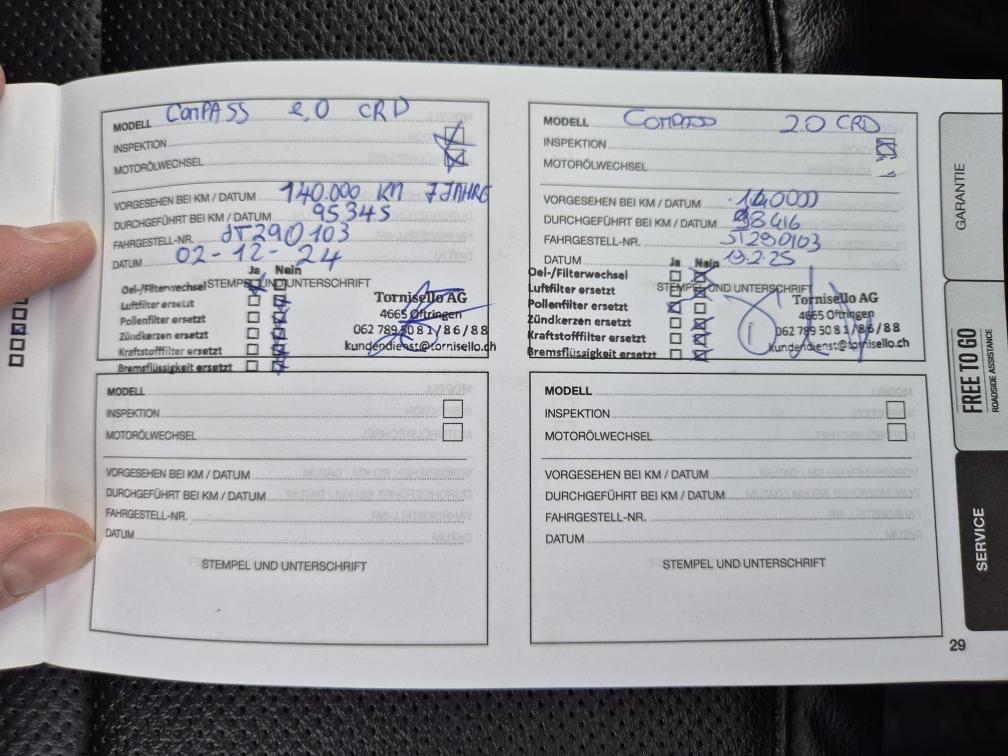 MODELL COMPASS 2,0 CRD
INSPEKTION
MOTORÖLWECHSEL
VORGESEHEN BEI KM / DATUM 140.000 KM 7 JAHRE
DURCHGEFÜHRT BEI KM / DATUM 95345
FAHRGESTELL-NR. JT290103
DATUM 02-12-24
Ja Nein
STEMPEL UND UNTERSCHRIFT
Oel-/Filterwechsel
Luftfilter ersetzt
Pollenfilter ersetzt
Zündkerzen ersetzt
Kraftstofffilter ersetzt
Bremsflüssigkeit ersetzt
Tornisello AG
4665 Oftringen
062 789 50 81/86/88
kundendienst@tornisello.ch
MODELL COMPASS 2.0 CRD
INSPEKTION
MOTORÖLWECHSEL
VORGESEHEN BEI KM / DATUM 140000
DURCHGEFÜHRT BEI KM / DATUM 98416
FAHRGESTELL-NR. JT290103
DATUM 19.2.25
Ja Nein
STEMPEL UND UNTERSCHRIFT
Oel-/Filterwechsel
Luftfilter ersetzt
Pollenfilter ersetzt
Zündkerzen ersetzt
Kraftstofffilter ersetzt
Bremsflüssigkeit ersetzt
Tornisello AG
4665 Oftringen
062 789 50 81/86/88
kundendienst@tornisello.ch
MODELL
INSPEKTION
MOTORÖLWECHSEL
VORGESEHEN BEI KM / DATUM
DURCHGEFÜHRT BEI KM / DATUM
FAHRGESTELL-NR.
DATUM
STEMPEL UND UNTERSCHRIFT
MODELL
INSPEKTION
MOTORÖLWECHSEL
VORGESEHEN BEI KM / DATUM
DURCHGEFÜHRT BEI KM / DATUM
FAHRGESTELL-NR.
DATUM
STEMPEL UND UNTERSCHRIFT
GARANTIE
FREE TO GO
ROADSIDE ASSISTANCE
SERVICE
29